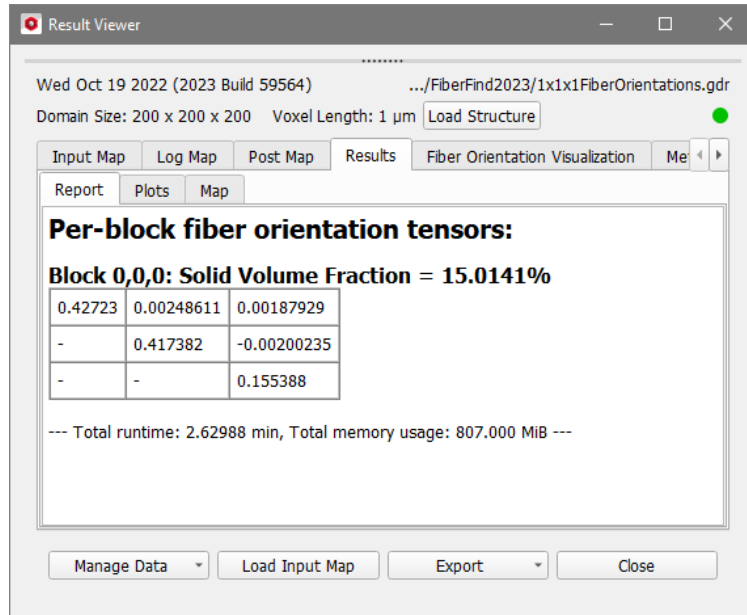 Result Viewer
Wed Oct 19 2022 (2023 Build 59564) .../FiberFind2023/1x1x1FiberOrientations.gdr
Domain Size: 200 x 200 x 200 Voxel Length: 1 µm Load Structure
Input Map Log Map Post Map Results Fiber Orientation Visualization Me
Report Plots Map
Per-block fiber orientation tensors:
Block 0,0,0: Solid Volume Fraction = 15.0141%
0.42723 0.00248611 0.00187929
- 0.417382 -0.00200235
- - 0.155388
--- Total runtime: 2.62988 min, Total memory usage: 807.000 MiB ---
Manage Data Load Input Map Export Close